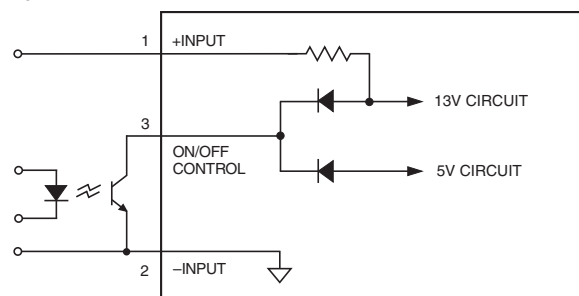 1 +INPUT
13V CIRCUIT
3
ON/OFF
CONTROL
5V CIRCUIT
2 –INPUT